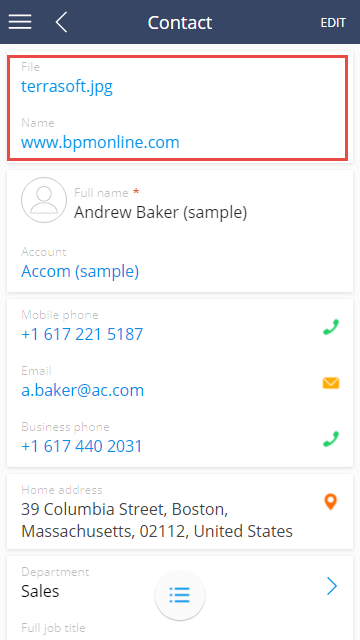 Contact
EDIT
File
terrasoft.jpg
Name
www.bpmonline.com
Full name *
Andrew Baker (sample)
Account
Accom (sample)
Mobile phone
+1 617 221 5187
Email
a.baker@ac.com
Business phone
+1 617 440 2031
Home address
39 Columbia Street, Boston,
Massachusetts, 02112, United States
Department
Sales
Full job title